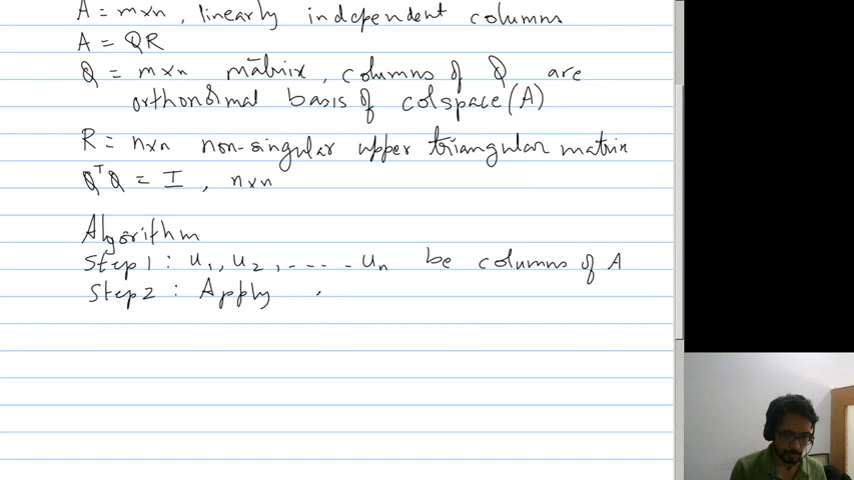 A = m×n, linearly independent columns
A = QR
Q = m×n matrix, columns of Q are
orthonormal basis of colspace(A)
R = n×n non-singular upper triangular matrix
QᵀQ = I, n×n
Algorithm
Step 1 : u₁, u₂, ----- uₙ be columns of A
Step 2 : Apply